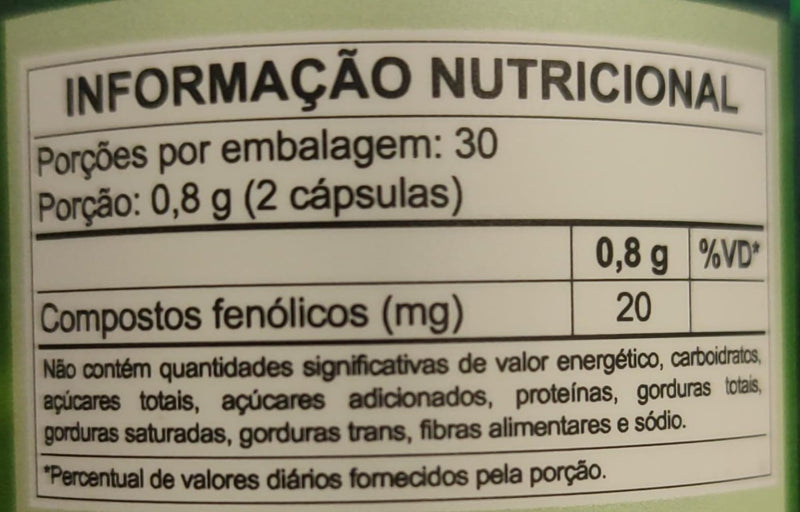 INFORMAÇÃO NUTRICIONAL
Porções por embalagem: 30
Porção: 0,8 g (2 cápsulas)
0,8 g %VD*
Compostos fenólicos (mg) 20
Não contém quantidades significativas de valor energético, carboidratos,
açúcares totais, açúcares adicionados, proteínas, gorduras totais,
gorduras saturadas, gorduras trans, fibras alimentares e sódio.
*Percentual de valores diários fornecidos pela porção.